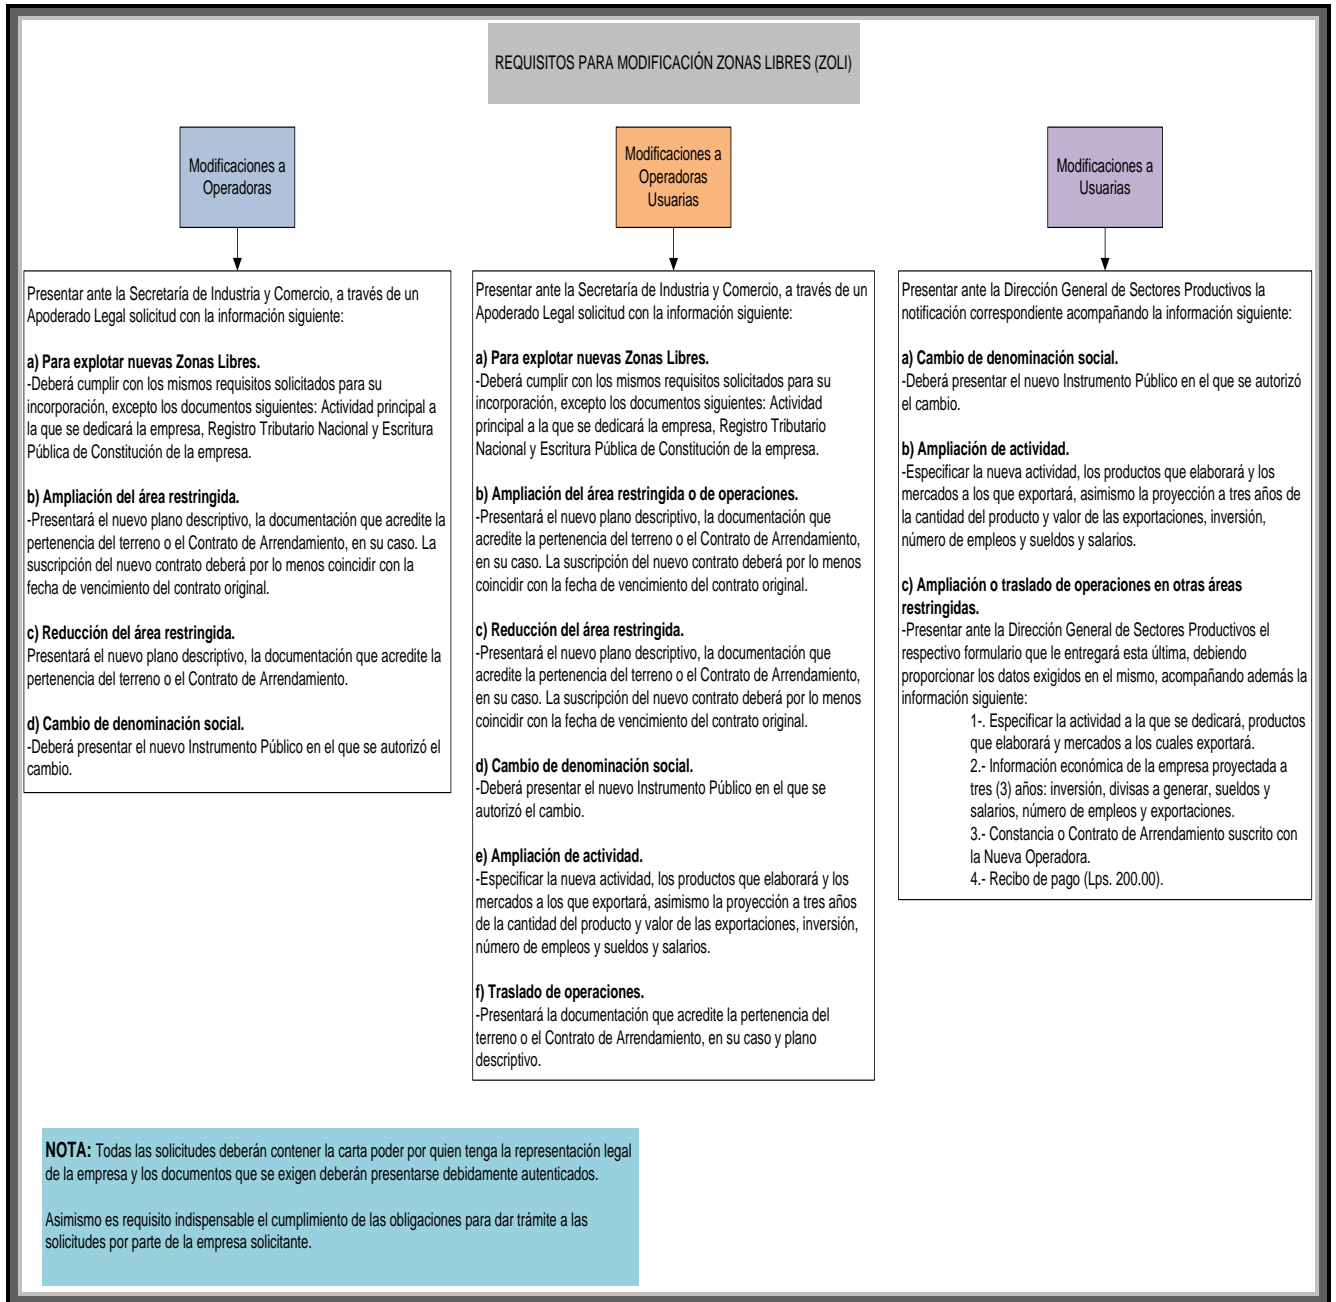 REQUISITOS PARA MODIFICACIÓN ZONAS LIBRES (ZOLI)
Modificaciones a
Operadoras
Presentar ante la Secretaría de Industria y Comercio, a través de un
Apoderado Legal solicitud con la información siguiente:
a) Para explotar nuevas Zonas Libres.
-Deberá cumplir con los mismos requisitos solicitados para su
incorporación, excepto los documentos siguientes: Actividad principal a
la que se dedicará la empresa, Registro Tributario Nacional y Escritura
Pública de Constitución de la empresa.
b) Ampliación del área restringida.
-Presentará el nuevo plano descriptivo, la documentación que acredite la
pertenencia del terreno o el Contrato de Arrendamiento, en su caso. La
suscripción del nuevo contrato deberá por lo menos coincidir con la
fecha de vencimiento del contrato original.
c) Reducción del área restringida.
Presentará el nuevo plano descriptivo, la documentación que acredite la
pertenencia del terreno o el Contrato de Arrendamiento.
d) Cambio de denominación social.
-Deberá presentar el nuevo Instrumento Público en el que se autorizó el
cambio.
Modificaciones a
Operadoras
Usuarias
Presentar ante la Secretaría de Industria y Comercio, a través de un
Apoderado Legal solicitud con la información siguiente:
a) Para explotar nuevas Zonas Libres.
-Deberá cumplir con los mismos requisitos solicitados para su
incorporación, excepto los documentos siguientes: Actividad
principal a la que se dedicará la empresa, Registro Tributario
Nacional y Escritura Pública de Constitución de la empresa.
b) Ampliación del área restringida o de operaciones.
-Presentará el nuevo plano descriptivo, la documentación que
acredite la pertenencia del terreno o el Contrato de Arrendamiento,
en su caso. La suscripción del nuevo contrato deberá por lo menos
coincidir con la fecha de vencimiento del contrato original.
c) Reducción del área restringida.
-Presentará el nuevo plano descriptivo, la documentación que
acredite la pertenencia del terreno o el Contrato de Arrendamiento,
en su caso. La suscripción del nuevo contrato deberá por lo menos
coincidir con la fecha de vencimiento del contrato original.
d) Cambio de denominación social.
-Deberá presentar el nuevo Instrumento Público en el que se
autorizó el cambio.
e) Ampliación de actividad.
-Especificar la nueva actividad, los productos que elaborará y los
mercados a los que exportará, asimismo la proyección a tres años
de la cantidad del producto y valor de las exportaciones, inversión,
número de empleos y sueldos y salarios.
f) Traslado de operaciones.
-Presentará la documentación que acredite la pertenencia del
terreno o el Contrato de Arrendamiento, en su caso y plano
descriptivo.
Modificaciones a
Usuarias
Presentar ante la Dirección General de Sectores Productivos la
notificación correspondiente acompañando la información siguiente:
a) Cambio de denominación social.
-Deberá presentar el nuevo Instrumento Público en el que se autorizó
el cambio.
b) Ampliación de actividad.
-Especificar la nueva actividad, los productos que elaborará y los
mercados a los que exportará, asimismo la proyección a tres años de
la cantidad del producto y valor de las exportaciones, inversión,
número de empleos y sueldos y salarios.
c) Ampliación o traslado de operaciones en otras áreas
restringidas.
-Presentar ante la Dirección General de Sectores Productivos el
respectivo formulario que le entregará esta última, debiendo
proporcionar los datos exigidos en el mismo, acompañando además la
información siguiente:
1-. Especificar la actividad a la que se dedicará, productos
que elaborará y mercados a los cuales exportará.
2.- Información económica de la empresa proyectada a
tres (3) años: inversión, divisas a generar, sueldos y
salarios, número de empleos y exportaciones.
3.- Constancia o Contrato de Arrendamiento suscrito con
la Nueva Operadora.
4.- Recibo de pago (Lps. 200.00).
NOTA: Todas las solicitudes deberán contener la carta poder por quien tenga la representación legal
de la empresa y los documentos que se exigen deberán presentarse debidamente autenticados.
Asimismo es requisito indispensable el cumplimiento de las obligaciones para dar trámite a las
solicitudes por parte de la empresa solicitante.